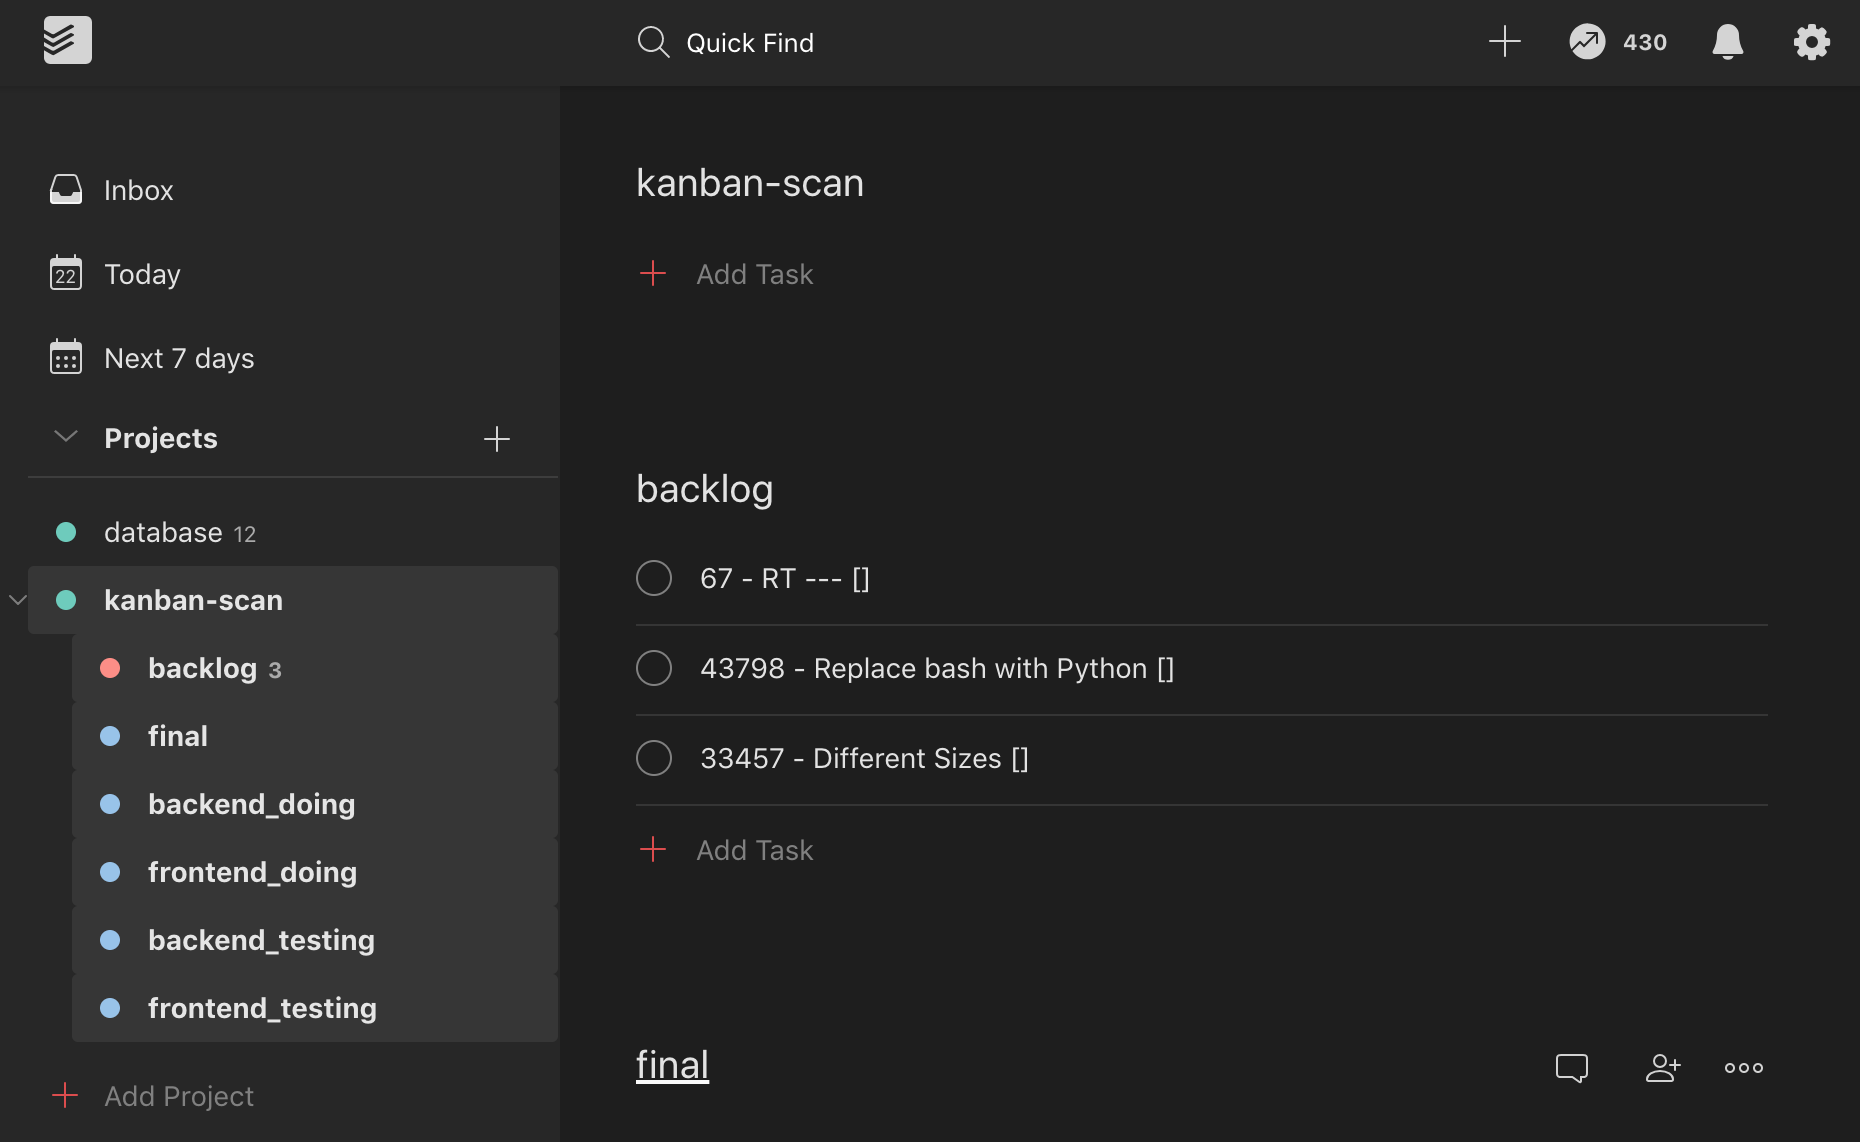 Quick Find
430
Inbox
22
Today
Next 7 days
Projects
database 12
kanban-scan
backlog 3
final
backend_doing
frontend_doing
backend_testing
frontend_testing
Add Project
kanban-scan
Add Task
backlog
67 - RT --- []
43798 - Replace bash with Python []
33457 - Different Sizes []
Add Task
final